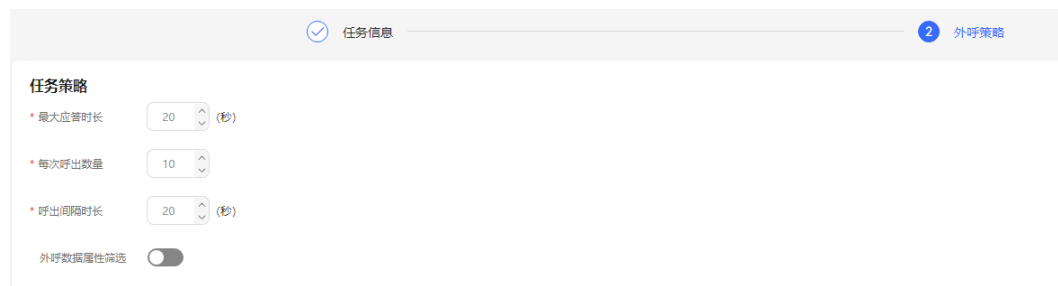 任务信息
2 外呼策略
任务策略
* 最大应答时长 20 (秒)
* 每次呼出数量 10
* 呼出间隔时长 20 (秒)
外呼数据属性筛选